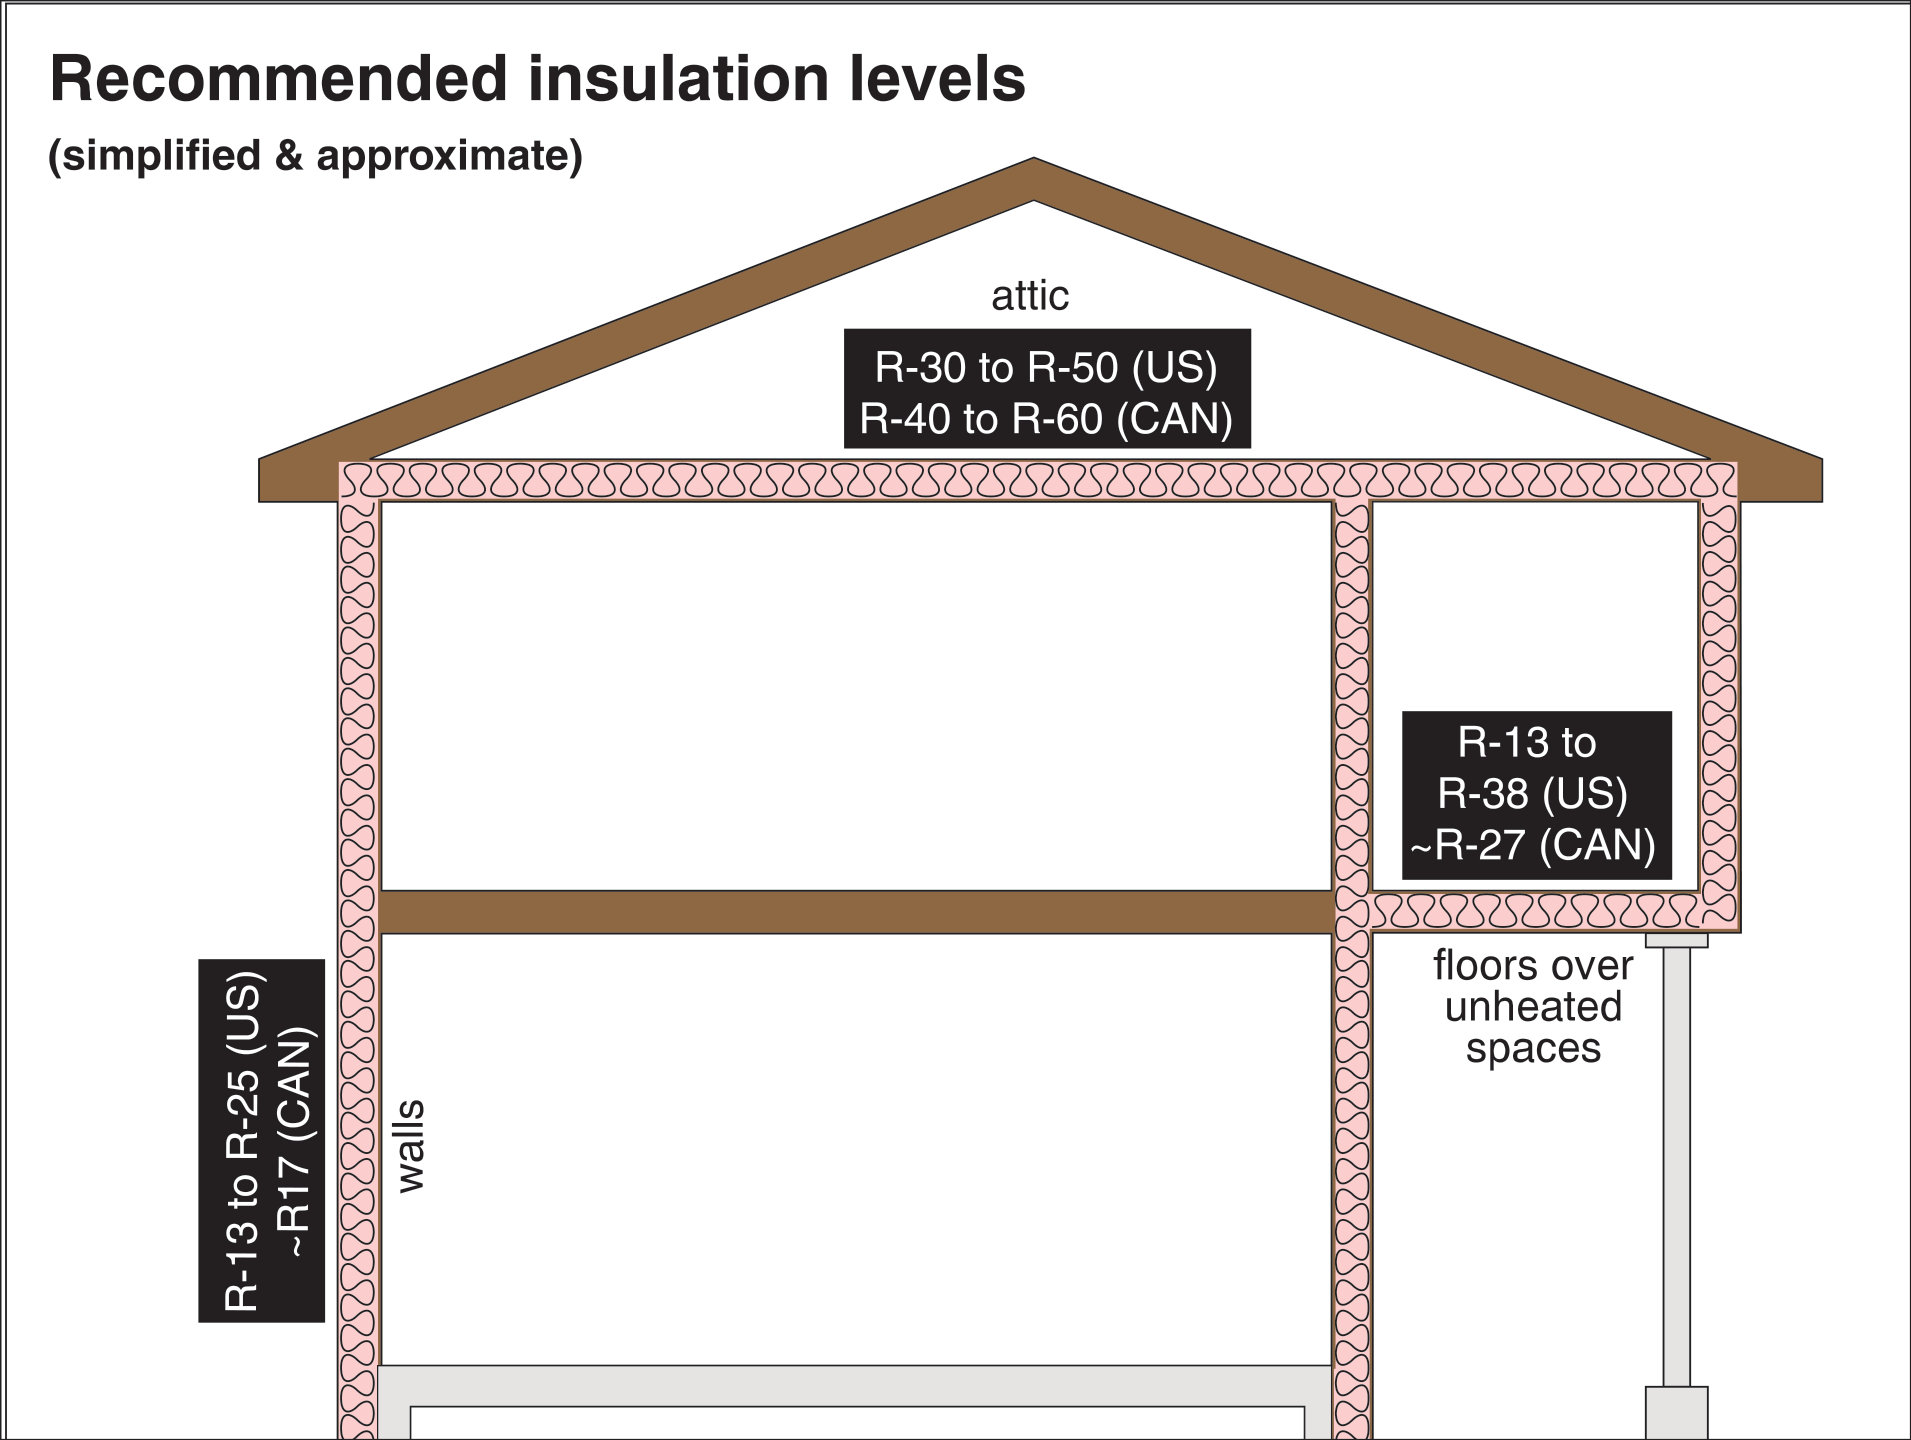 Recommended insulation levels
(simplified & approximate)
attic
R-30 to R-50 (US)
R-40 to R-60 (CAN)
R-13 to
R-38 (US)
~R-27 (CAN)
floors over
unheated
spaces
R-13 to R-25 (US)
~R17 (CAN)
walls